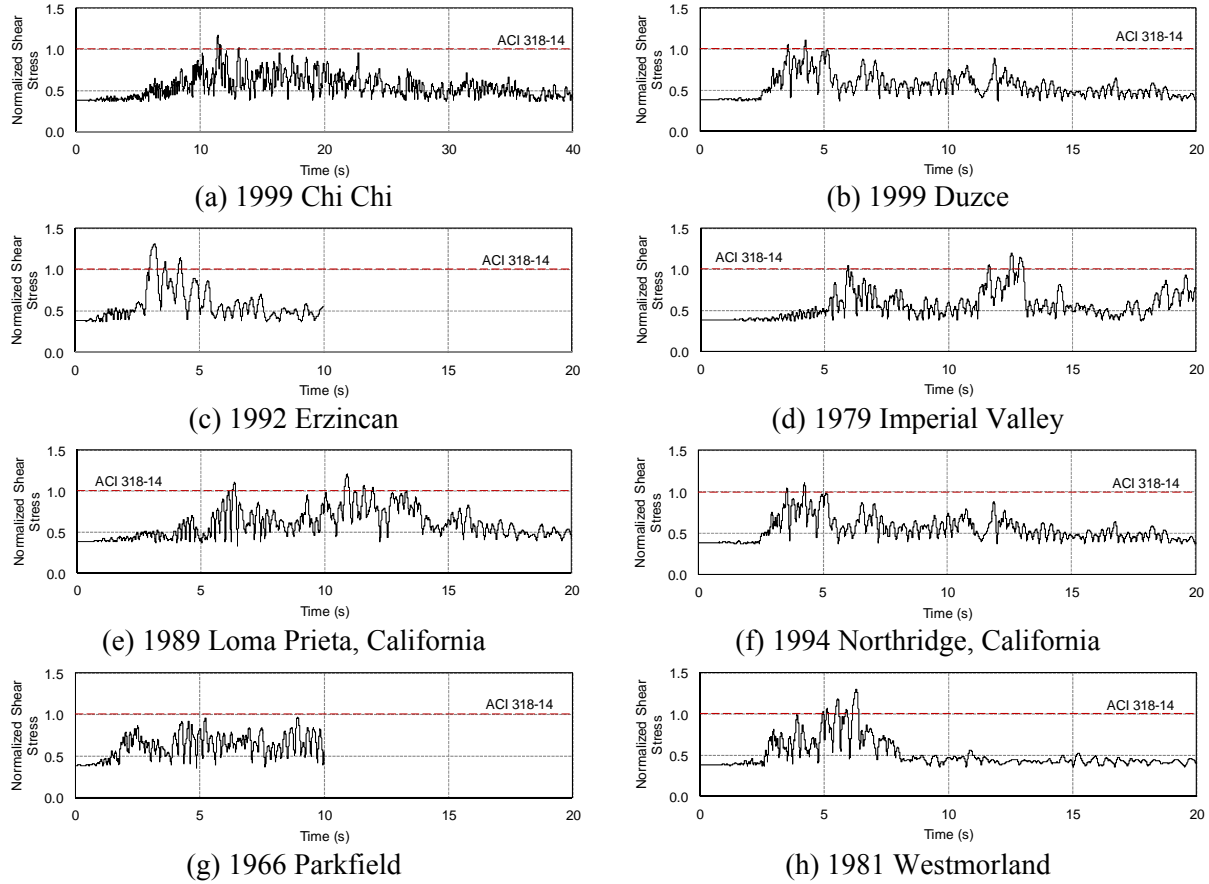 Normalized Shear
Stress
1.5
1.0
0.5
0.0
ACI 318-14
0 10 20 30 40
Time (s)
(a) 1999 Chi Chi
Normalized Shear
Stress
1.5
1.0
0.5
0.0
ACI 318-14
0 5 10 15 20
Time (s)
(b) 1999 Duzce
Normalized Shear
Stress
1.5
1.0
0.5
0.0
ACI 318-14
0 5 10 15 20
Time (s)
(c) 1992 Erzincan
Normalized Shear
Stress
1.5
1.0
0.5
0.0
ACI 318-14
0 5 10 15 20
Time (s)
(d) 1979 Imperial Valley
Normalized Shear
Stress
1.5
1.0
0.5
0.0
ACI 318-14
0 5 10 15 20
Time (s)
(e) 1989 Loma Prieta, California
Normalized Shear
Stress
1.5
1.0
0.5
0.0
ACI 318-14
0 5 10 15 20
Time (s)
(f) 1994 Northridge, California
Normalized Shear
Stress
1.5
1.0
0.5
0.0
ACI 318-14
0 5 10 15 20
Time (s)
(g) 1966 Parkfield
Normalized Shear
Stress
1.5
1.0
0.5
0.0
ACI 318-14
0 5 10 15 20
Time (s)
(h) 1981 Westmorland